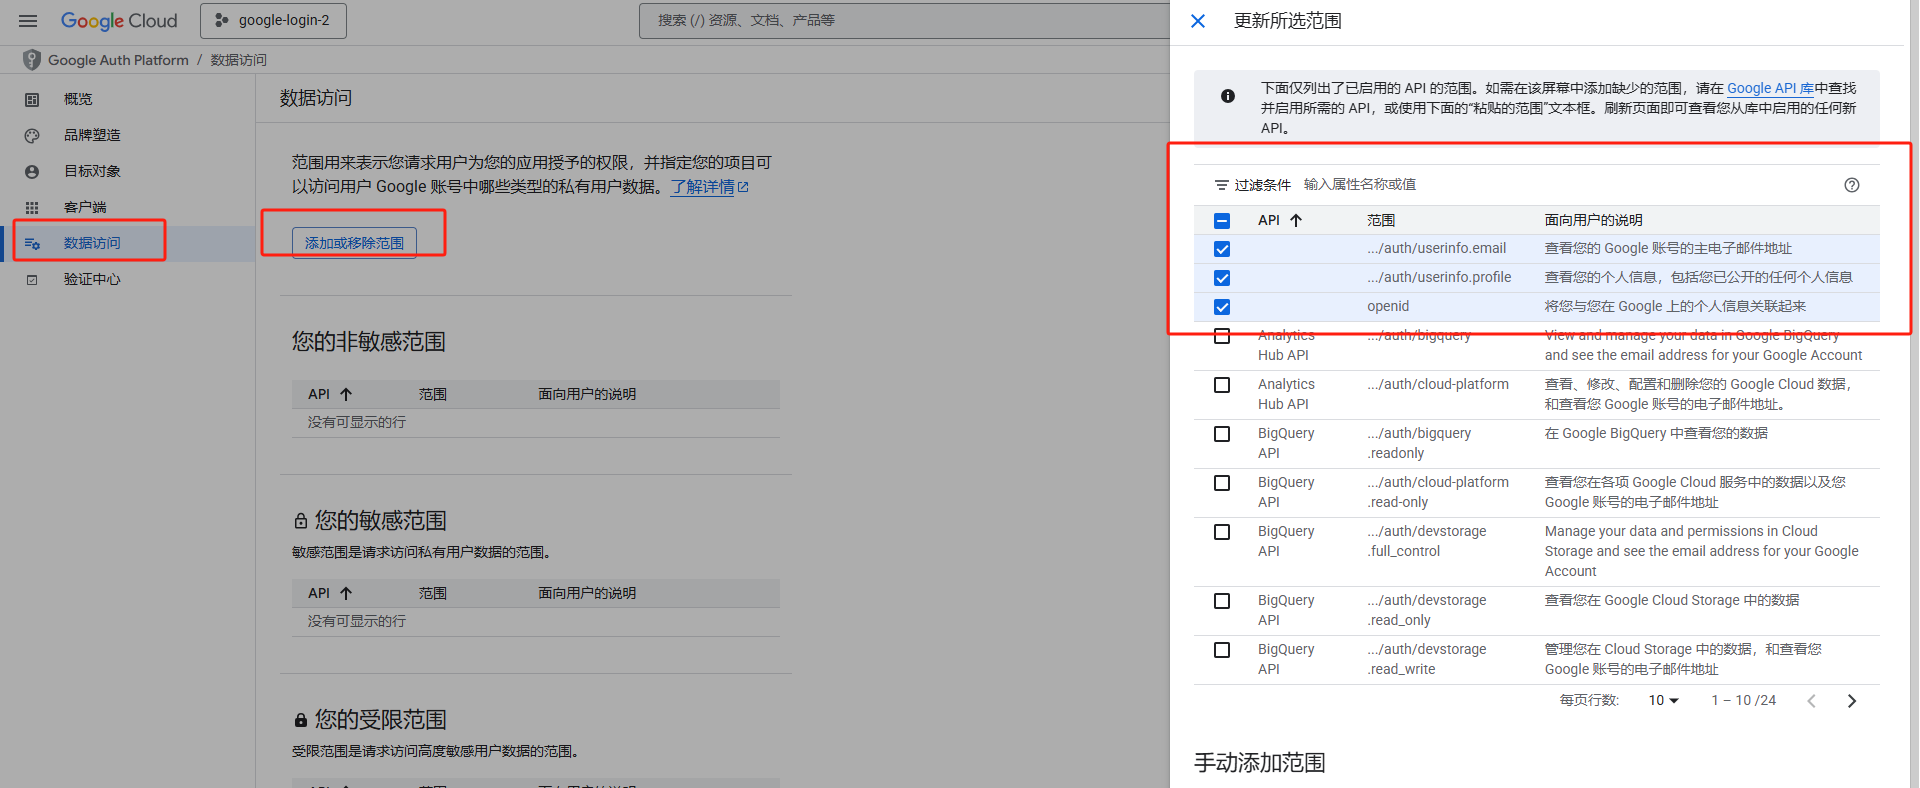 Google Cloud
google-login-2
搜索 (/) 资源、文档、产品等
Google Auth Platform / 数据访问
概览
品牌塑造
目标对象
客户端
数据访问
验证中心
数据访问
范围用来表示您请求用户为您的应用授予的权限，并指定您的项目可
以访问用户 Google 账号中哪些类型的私有用户数据。了解详情
添加或移除范围
您的非敏感范围
API 范围 面向用户的说明
没有可显示的行
您的敏感范围
敏感范围是请求访问私有用户数据的范围。
API 范围 面向用户的说明
没有可显示的行
您的受限范围
受限范围是请求访问高度敏感用户数据的范围。
API 范围 面向用户的说明
更新所选范围
下面仅列出了已启用的 API 的范围。如需在该屏幕中添加缺少的范围，请在 Google API 库中查找
并启用所需的 API，或使用下面的“粘贴的范围”文本框。刷新页面即可查看您从库中启用的任何新
API。
过滤条件 输入属性名称或值
API 范围 面向用户的说明
.../auth/userinfo.email 查看您的 Google 账号的主电子邮件地址
.../auth/userinfo.profile 查看您的个人信息，包括您已公开的任何个人信息
openid 将您与您在 Google 上的个人信息关联起来
Analytics .../auth/bigquery View and manage your data in Google BigQuery
Hub API and see the email address for your Google Account
Analytics .../auth/cloud-platform 查看、修改、配置和删除您的 Google Cloud 数据，
Hub API 和查看您 Google 账号的电子邮件地址。
BigQuery .../auth/bigquery 在 Google BigQuery 中查看您的数据
API .readonly
BigQuery .../auth/cloud-platform 查看您在各项 Google Cloud 服务中的数据以及您
API .read-only Google 账号的电子邮件地址
BigQuery .../auth/devstorage Manage your data and permissions in Cloud
API .full_control Storage and see the email address for your Google
Account
BigQuery .../auth/devstorage 查看您在 Google Cloud Storage 中的数据
API .read_only
BigQuery .../auth/devstorage 管理您在 Cloud Storage 中的数据，和查看您
API .read_write Google 账号的电子邮件地址
每页行数: 10 1 – 10 /24
手动添加范围